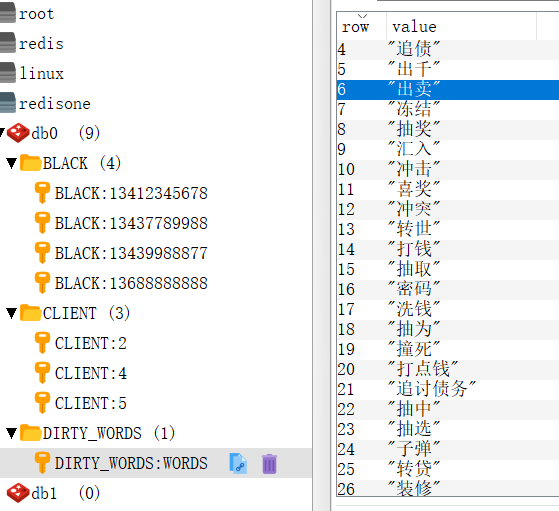 root
redis
linux
redisone
db0 (9)
BLACK (4)
BLACK:13412345678
BLACK:13437789988
BLACK:13439988877
BLACK:13688888888
CLIENT (3)
CLIENT:2
CLIENT:4
CLIENT:5
DIRTY_WORDS (1)
DIRTY_WORDS:WORDS
db1 (0)
row value
4 "追债"
5 "出千"
6 "出卖"
7 "冻结"
8 "抽奖"
9 "汇入"
10 "冲击"
11 "喜奖"
12 "冲突"
13 "转世"
14 "打钱"
15 "抽取"
16 "密码"
17 "洗钱"
18 "抽为"
19 "撞死"
20 "打点钱"
21 "追讨债务"
22 "抽中"
23 "抽选"
24 "子弹"
25 "转贷"
26 "装修"